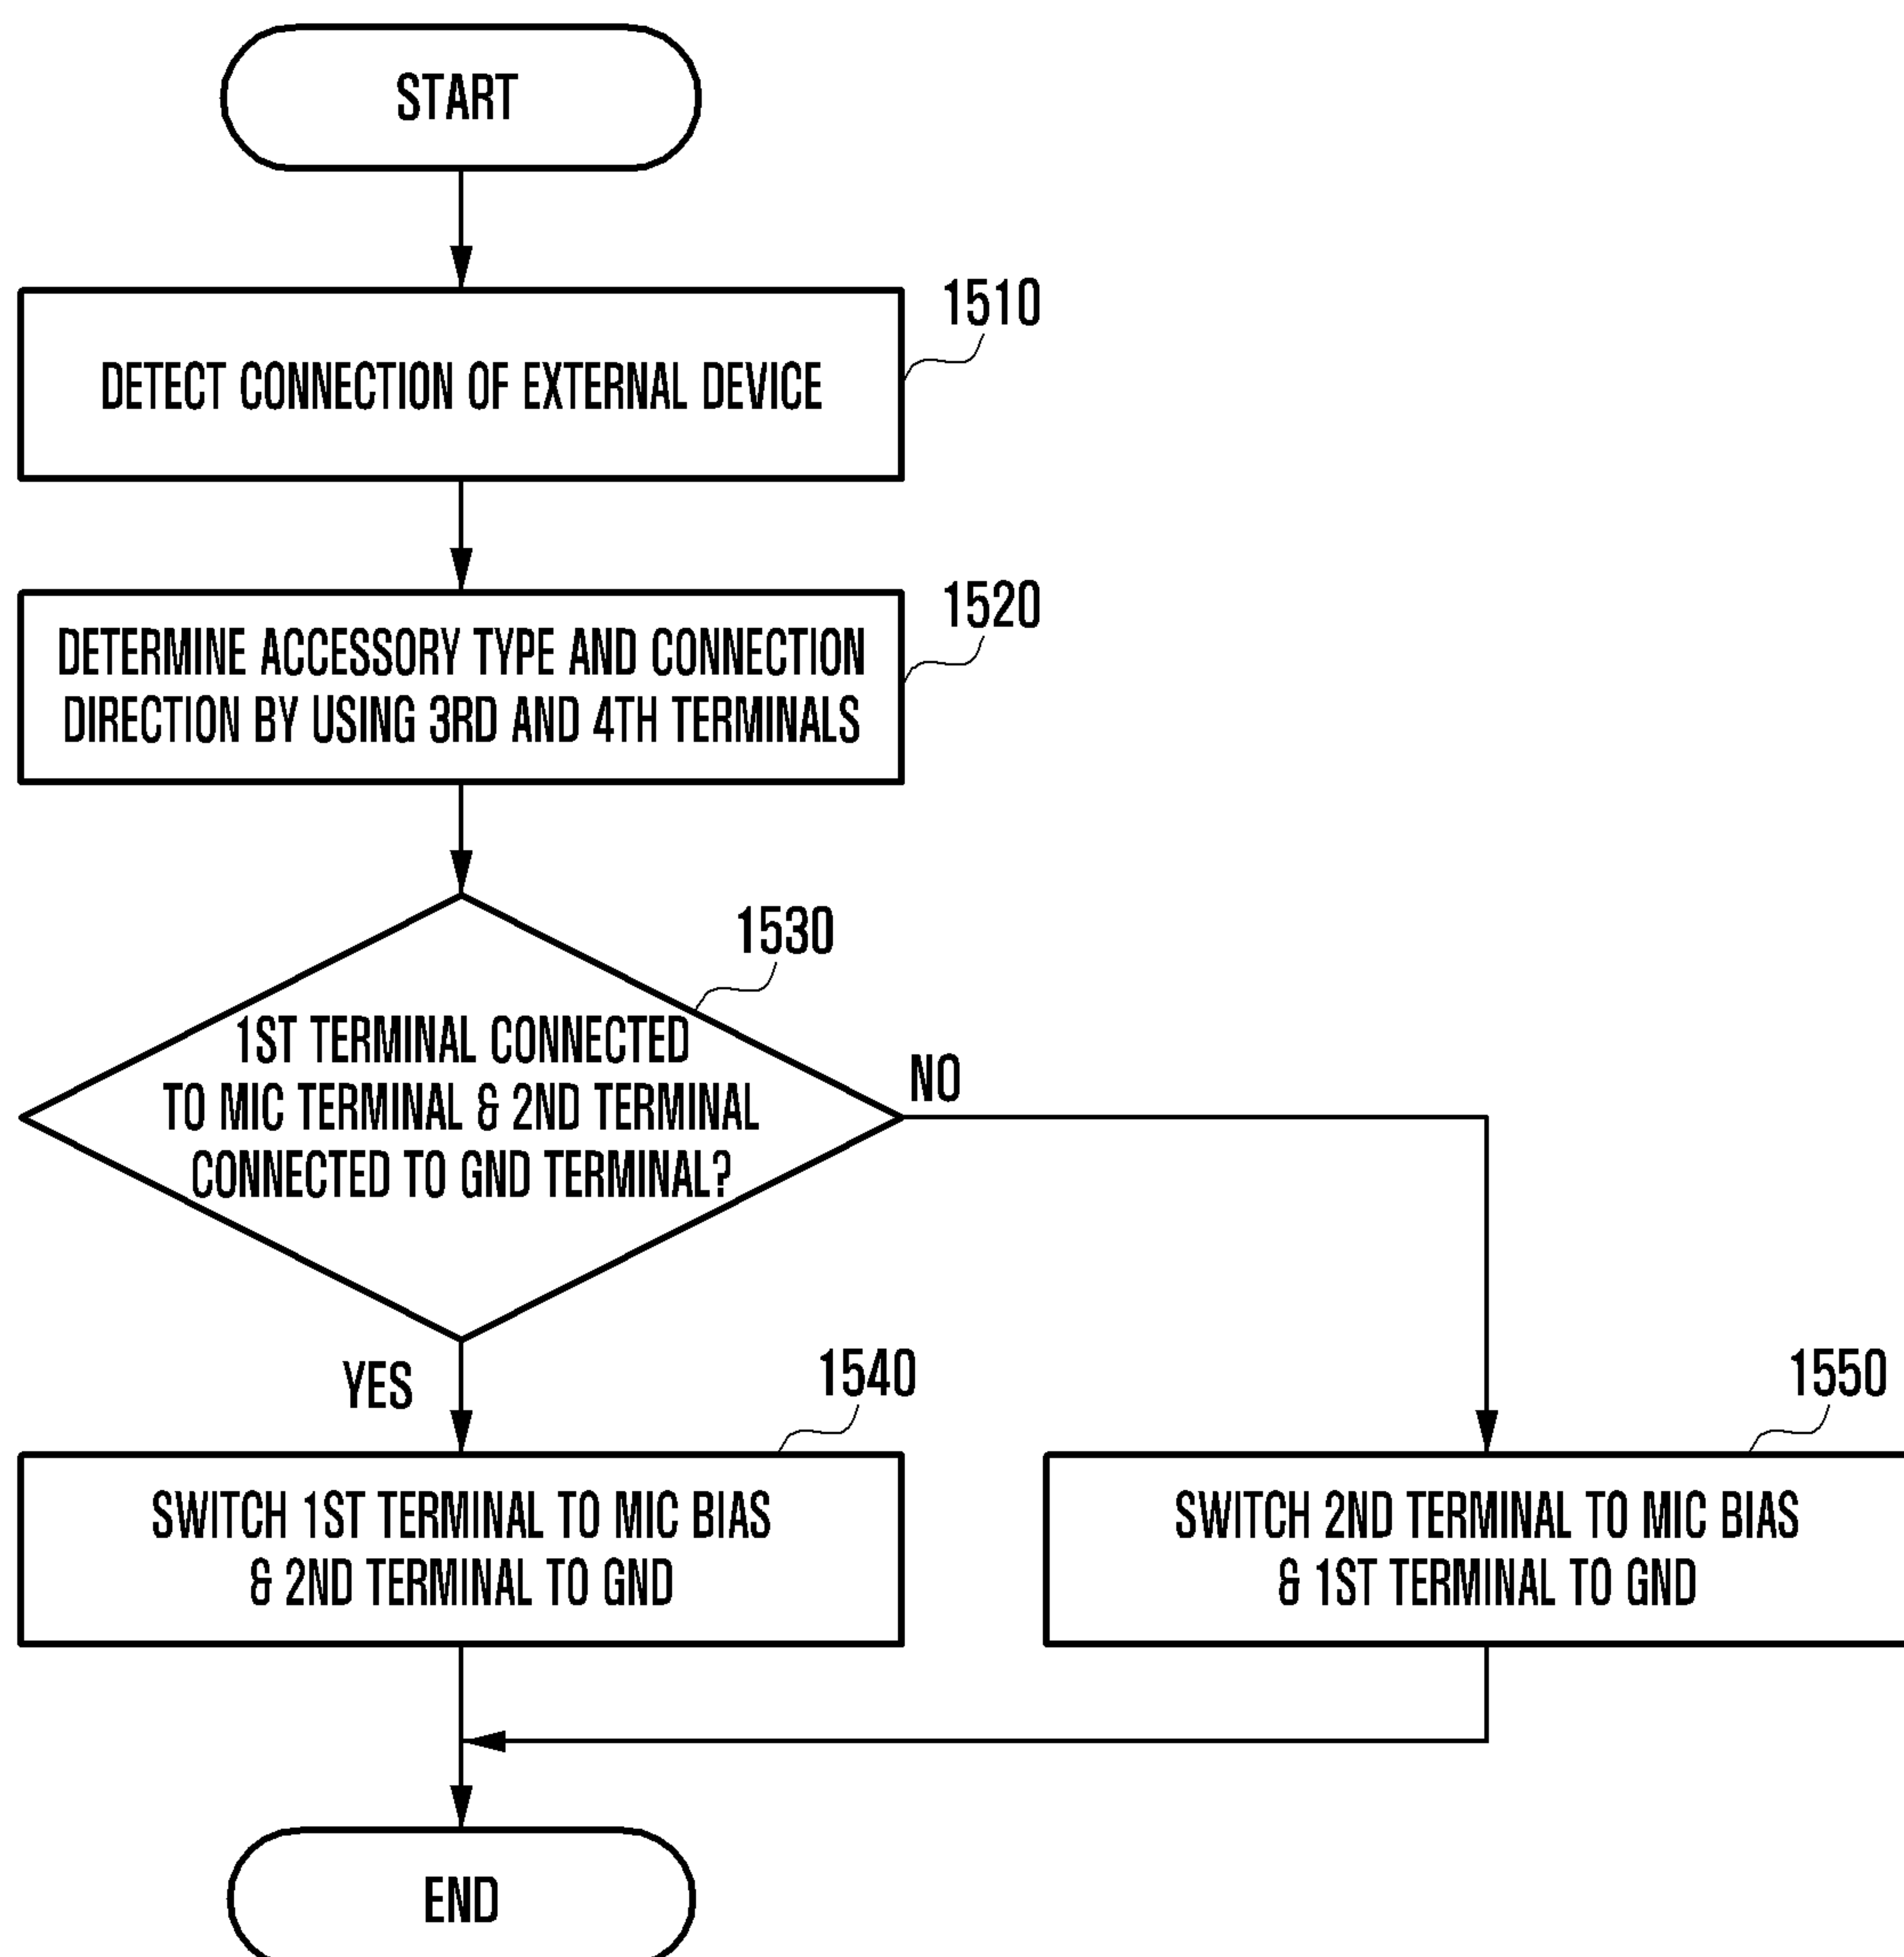 START
1510
DETECT CONNECTION OF EXTERNAL DEVICE
1520
DETERMINE ACCESSORY TYPE AND CONNECTION
DIRECTION BY USING 3RD AND 4TH TERMINALS
1530
1ST TERMINAL CONNECTED
TO MIC TERMINAL & 2ND TERMINAL
CONNECTED TO GND TERMINAL?
NO
YES
1540
SWITCH 1ST TERMINAL TO MIC BIAS
& 2ND TERMINAL TO GND
1550
SWITCH 2ND TERMINAL TO MIC BIAS
& 1ST TERMINAL TO GND
END